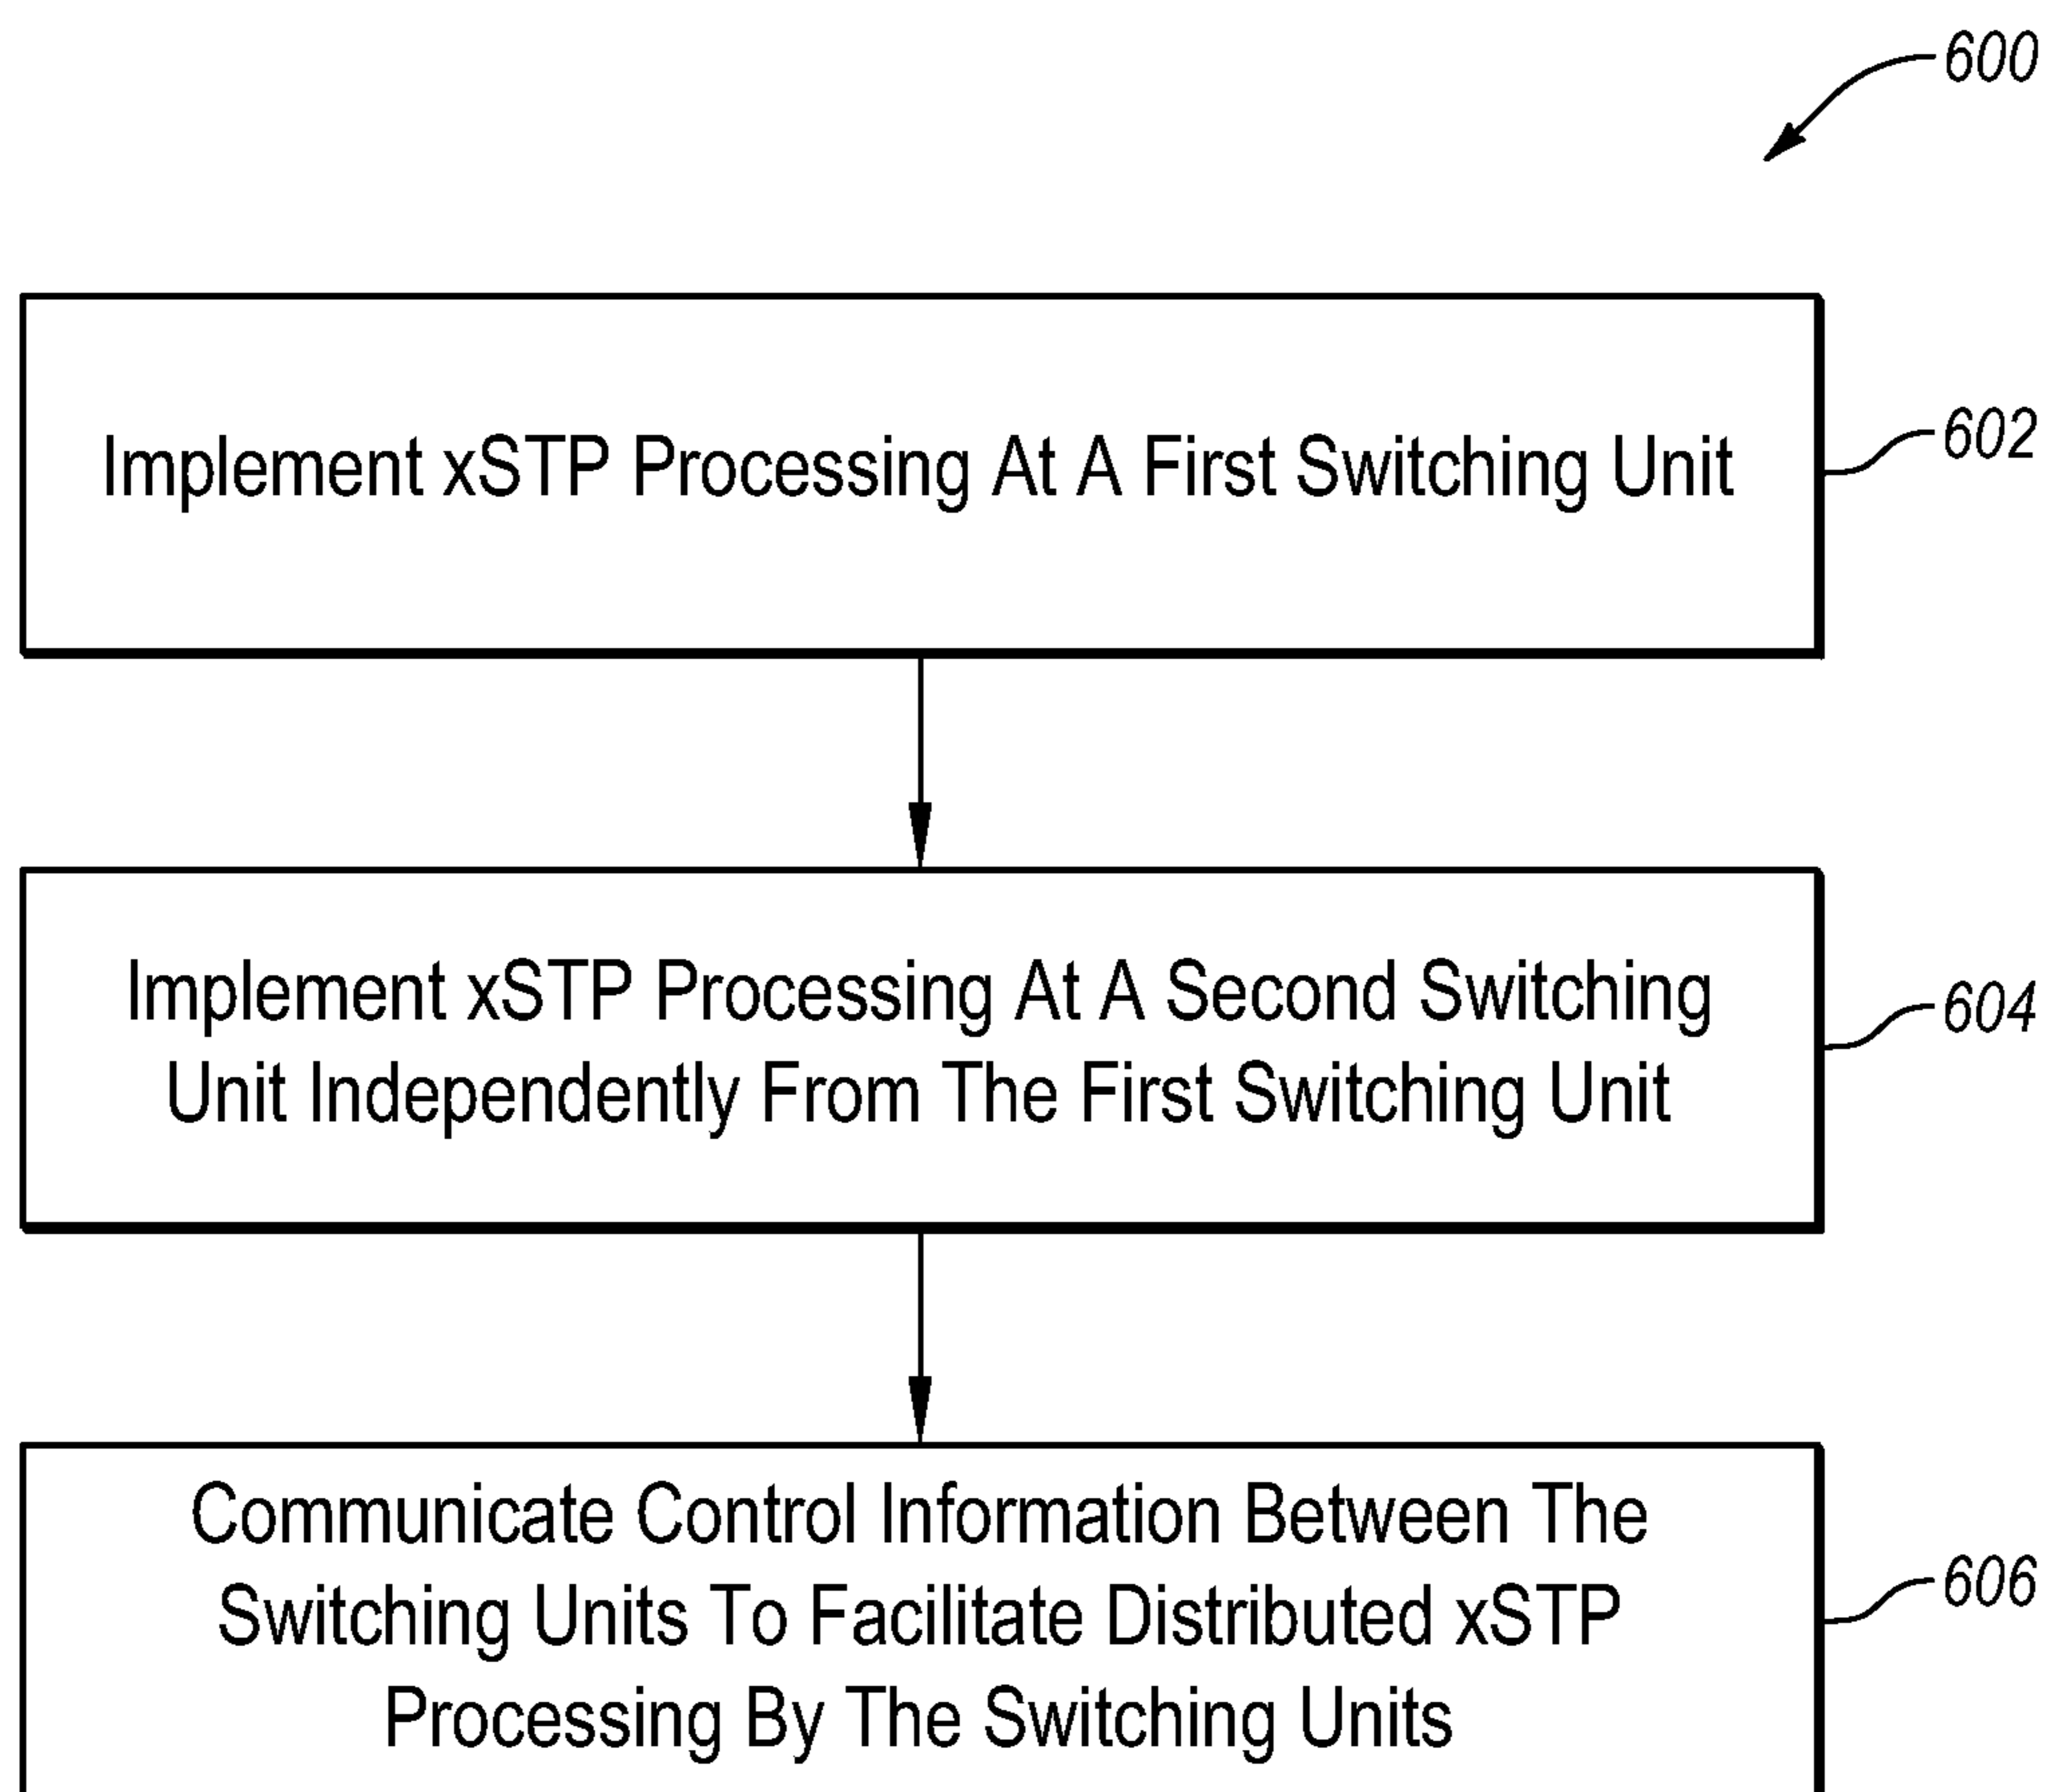 600
Implement xSTP Processing At A First Switching Unit
602
Implement xSTP Processing At A Second Switching
Unit Independently From The First Switching Unit
604
Communicate Control Information Between The
Switching Units To Facilitate Distributed xSTP
Processing By The Switching Units
606